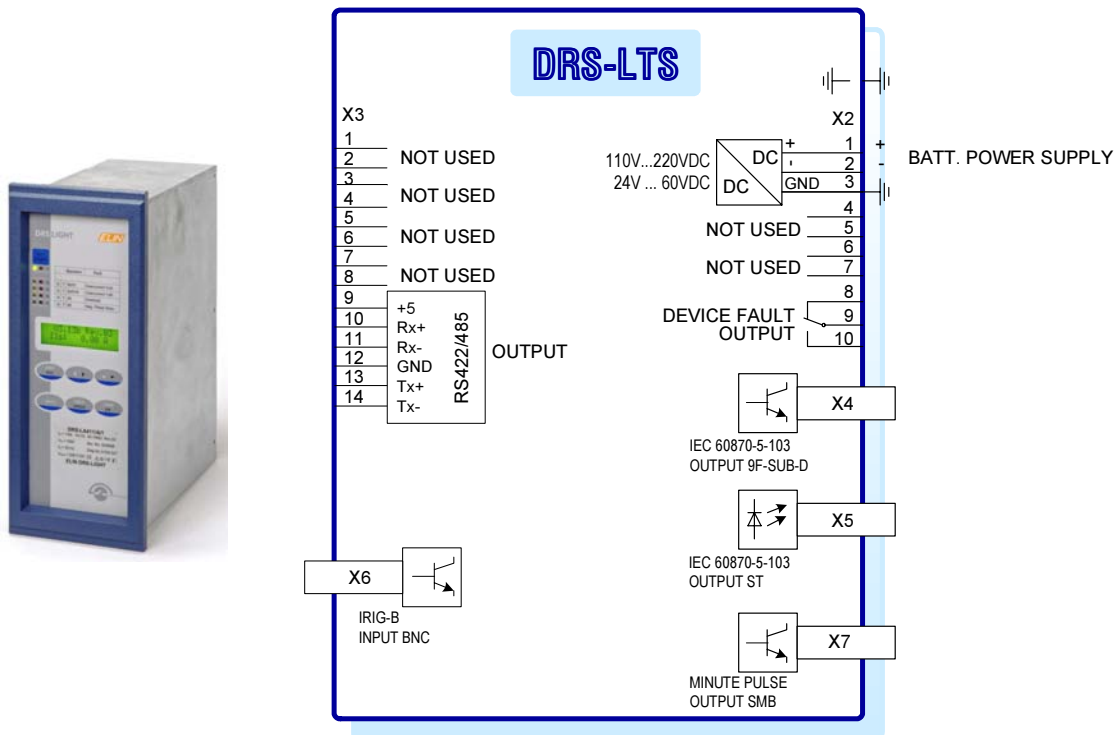 DRS-LIGHT
ELIN
DRS-LTS
X3
1
2
NOT USED
3
4
NOT USED
5
6
NOT USED
7
8
NOT USED
9
+5
10
Rx+
11
Rx-
12
GND
13
Tx+
14
Tx-
RS422/485
OUTPUT
X2
110V...220VDC
24V ... 60VDC
DC
DC
+
1
+
-
2
-
GND
3
BATT. POWER SUPPLY
4
NOT USED
5
6
NOT USED
7
8
DEVICE FAULT
9
OUTPUT
10
X4
IEC 60870-5-103
OUTPUT 9F-SUB-D
X5
IEC 60870-5-103
OUTPUT ST
X6
IRIG-B
INPUT BNC
X7
MINUTE PULSE
OUTPUT SMB